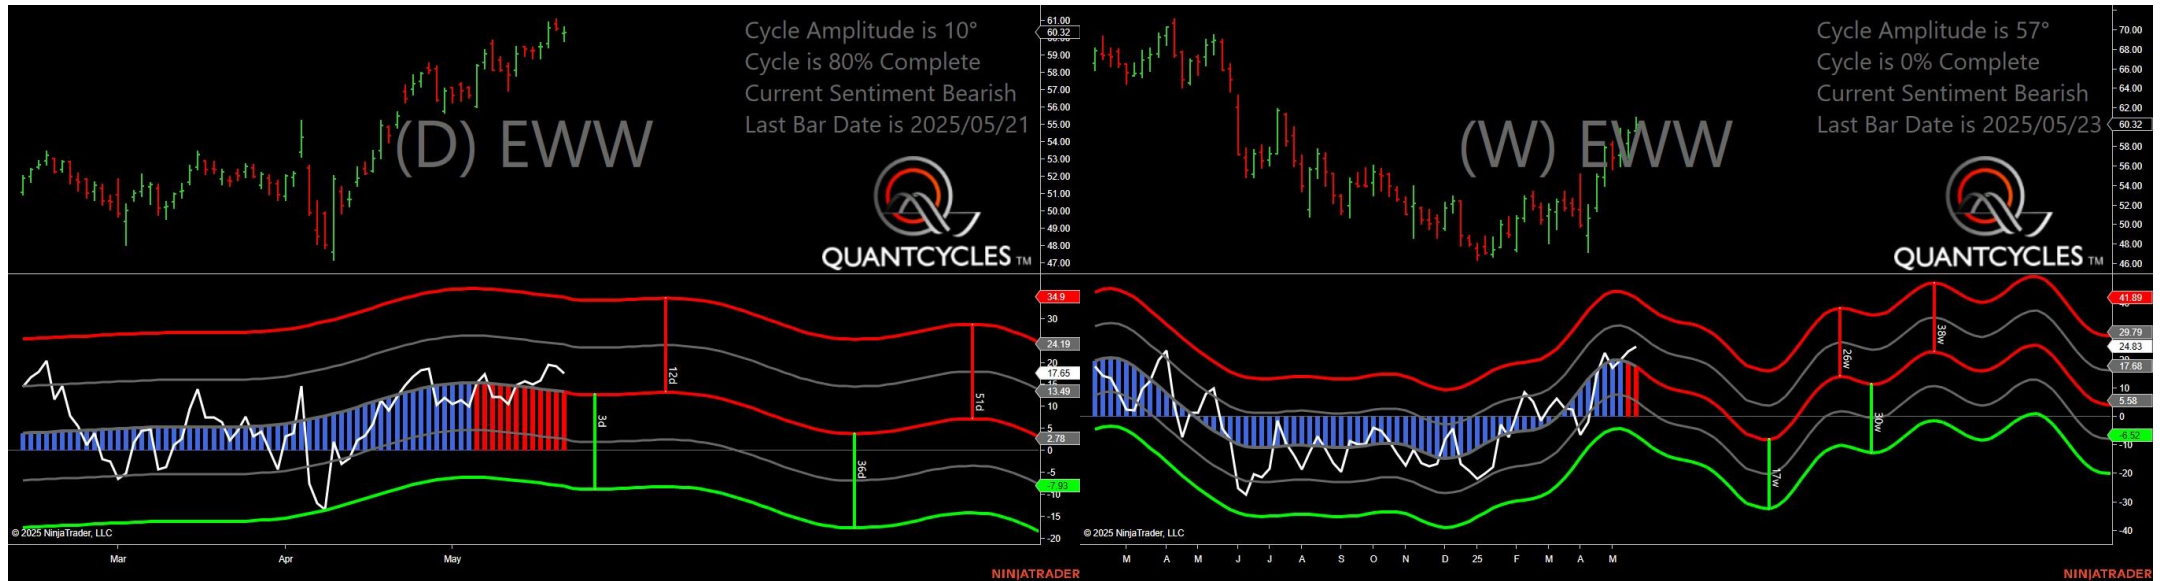 Cycle Amplitude is 10°
Cycle is 80% Complete
Current Sentiment Bearish
Last Bar Date is 2025/05/21
(D) EWW
QUANTCYCLES TM
61.00
60.32
59.00
58.00
57.00
56.00
55.00
54.00
53.00
52.00
51.00
50.00
49.00
48.00
47.00
34.9
30
24.19
17.65
15
13.49
10
5
2.78
0
-5
-7.93
-10
-15
-20
3d
12d
36d
51d
© 2025 NinjaTrader, LLC
Mar
Apr
May
NINJATRADER
Cycle Amplitude is 57°
Cycle is 0% Complete
Current Sentiment Bearish
Last Bar Date is 2025/05/23
(W) EWW
QUANTCYCLES TM
70.00
68.00
66.00
64.00
62.00
60.32
58.00
56.00
54.00
52.00
50.00
48.00
46.00
41.89
29.79
24.83
20
17.68
10
5.58
0
-6.52
-10
-20
-30
-40
17w
26w
30w
38w
© 2025 NinjaTrader, LLC
M A M J J A S O N D 25 F M A M
NINJATRADER